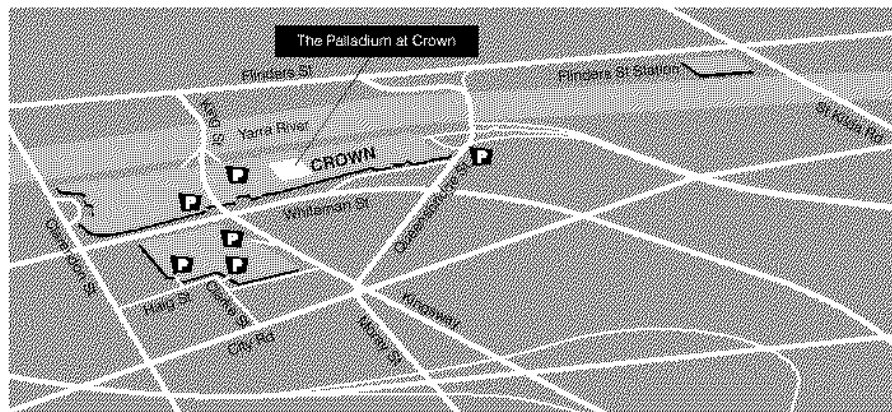 The Palladium at Crown
Flinders St
Flinders St Station
King St
Yarra River
St Kilda Rd
CROWN
P
P
P
Whiteman St
Queensbridge St
Clarendon St
P
P
P
Haig St
Clarke St
Kingsway
City Rd
Moray St